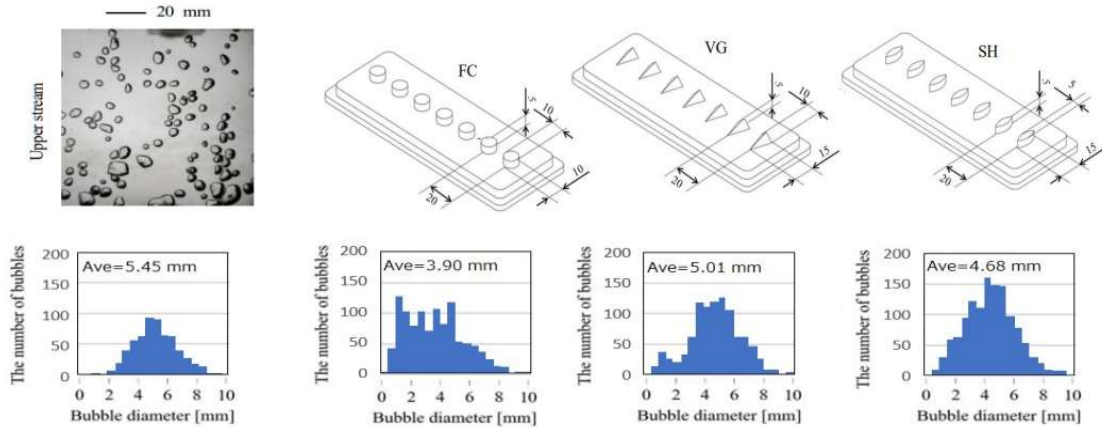 20 mm
Upper stream
FC
5
10
20
10
VG
5
10
20
15
SH
5
5
20
15
The number of bubbles
200
150
100
50
0
Ave=5.45 mm
0 2 4 6 8 10
Bubble diameter [mm]
The number of bubbles
200
150
100
50
0
Ave=3.90 mm
0 2 4 6 8 10
Bubble diameter [mm]
The number of bubbles
200
150
100
50
0
Ave=5.01 mm
0 2 4 6 8 10
Bubble diameter [mm]
The number of bubbles
200
150
100
50
0
Ave=4.68 mm
0 2 4 6 8 10
Bubble diameter [mm]